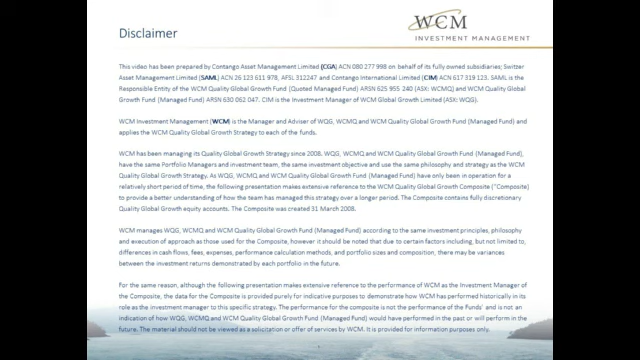 Disclaimer
WCM
INVESTMENT MANAGEMENT
This video has been prepared by Contango Asset Management Limited (CGA) ACN 080 277 998 on behalf of its fully owned subsidiaries; Switzer
Asset Management Limited (SAML) ACN 26 123 611 978, AFSL 312247 and Contango International Limited (CIM) ACN 617 319 123. SAML is the
Responsible Entity of the WCM Quality Global Growth Fund (Quoted Managed Fund) ARSN 625 955 240 (ASX: WCMQ) and WCM Quality Global
Growth Fund (Managed Fund) ARSN 630 062 047. CIM is the Investment Manager of WCM Global Growth Limited (ASX: WQG).
WCM Investment Management (WCM) is the Manager and Adviser of WQG, WCMQ and WCM Quality Global Growth Fund (Managed Fund) and
applies the WCM Quality Global Growth Strategy to each of the funds.
WCM has been managing its Quality Global Growth Strategy since 2008. WQG, WCMQ and WCM Quality Global Growth Fund (Managed Fund),
have the same Portfolio Managers and investment team, the same investment objective and use the same philosophy and strategy as the WCM
Quality Global Growth Strategy. As WQG, WCMQ and WCM Quality Global Growth Fund (Managed Fund) have only been in operation for a
relatively short period of time, the following presentation makes extensive reference to the WCM Quality Global Growth Composite ("Composite")
to provide a better understanding of how the team has managed this strategy over a longer period. The Composite contains fully discretionary
Quality Global Growth equity accounts. The Composite was created 31 March 2008.
WCM manages WQG, WCMQ and WCM Quality Global Growth Fund (Managed Fund) according to the same investment principles, philosophy
and execution of approach as those used for the Composite, however it should be noted that due to certain factors including, but not limited to,
differences in cash flows, fees, expenses, performance calculation methods, and portfolio sizes and composition, there may be variances
between the investment returns demonstrated by each portfolio in the future.
For the same reason, although the following presentation makes extensive reference to the performance of WCM as the Investment Manager of
the Composite, the data for the Composite is provided purely for indicative purposes to demonstrate how WCM has performed historically in its
role as the investment manager to this specific strategy. The performance for the composite is not the performance of the Funds' and is not an
indication of how WQG, WCMQ and WCM Quality Global Growth Fund (Managed Fund) would have performed in the past or will perform in the
future. The material should not be viewed as a solicitation or offer of services by WCM. It is provided for information purposes only.